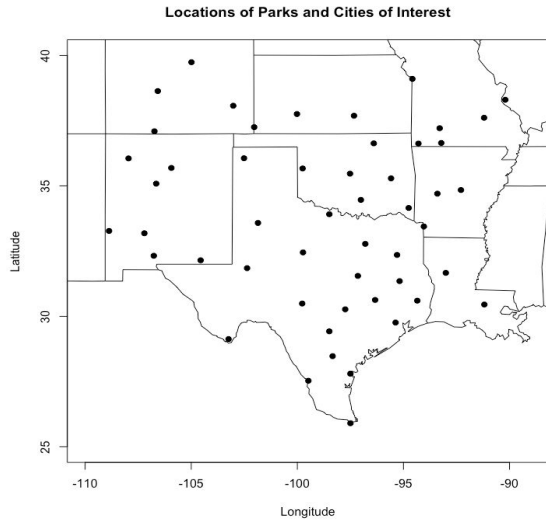 Locations of Parks and Cities of Interest
40
35
30
25
Latitude
-110 -105 -100 -95 -90
Longitude